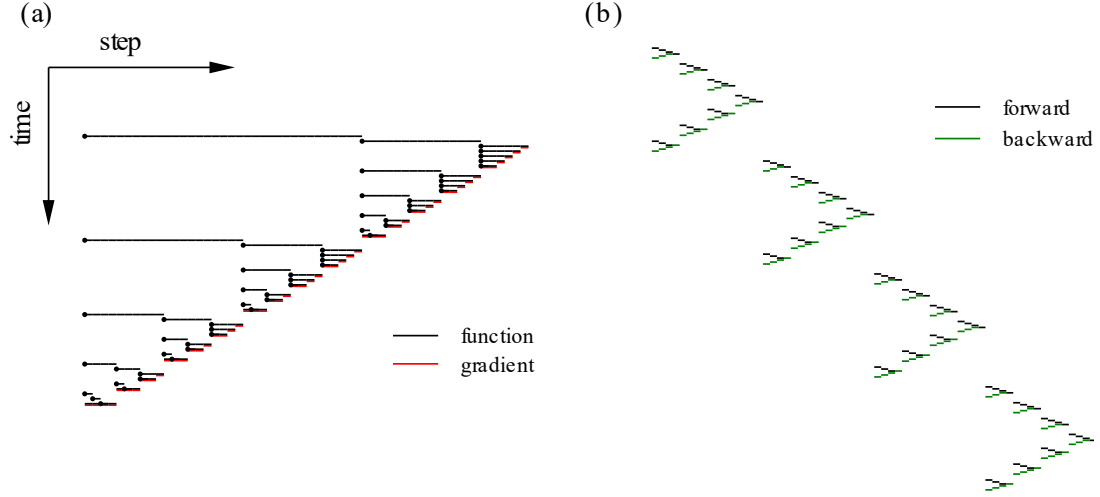 (a)
step
time
function
gradient
(b)
forward
backward